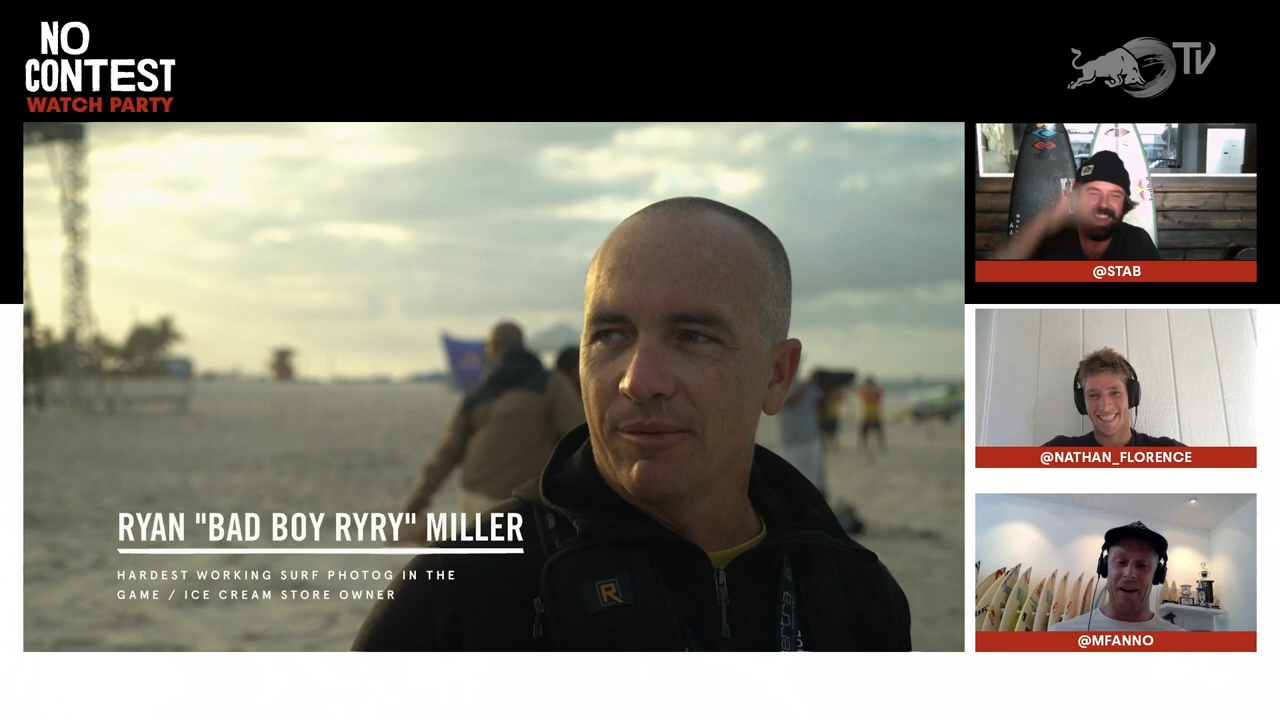 NO
CONTEST
WATCH PARTY
TV
@STAB
@NATHAN_FLORENCE
@MFANNO
RYAN "BAD BOY RYRY" MILLER
HARDEST WORKING SURF PHOTOG IN THE
GAME / ICE CREAM STORE OWNER
R